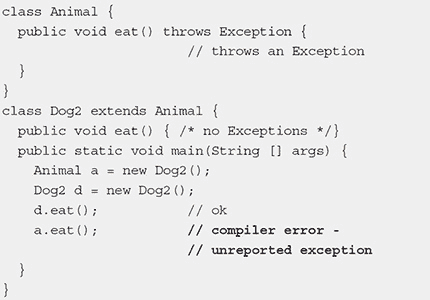 class Animal {
  public void eat() throws Exception {
                       // throws an Exception
  }
}
class Dog2 extends Animal {
  public void eat() { /* no Exceptions */}
  public static void main(String [] args) {
    Animal a = new Dog2();
    Dog2 d = new Dog2();
    d.eat();           // ok
    a.eat();           // compiler error -
                       // unreported exception
  }
}